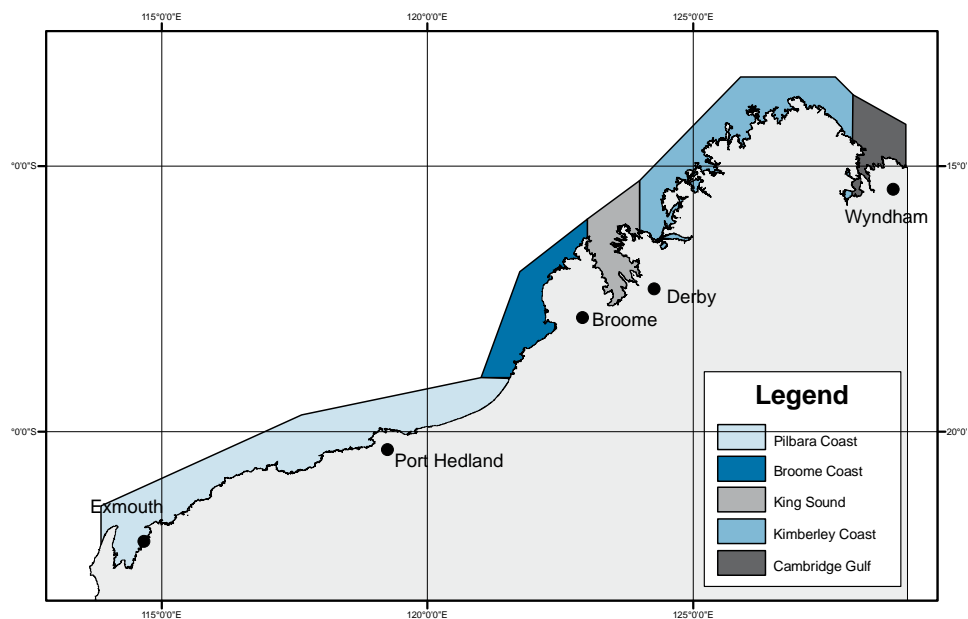 115°0'0"E
120°0'0"E
125°0'0"E
°0'0"S
15°0'
Wyndham
Derby
Broome
Legend
Pilbara Coast
°0'0"S
20°0'
Broome Coast
Port Hedland
King Sound
Exmouth
Kimberley Coast
Cambridge Gulf
115°0'0"E
120°0'0"E
125°0'0"E